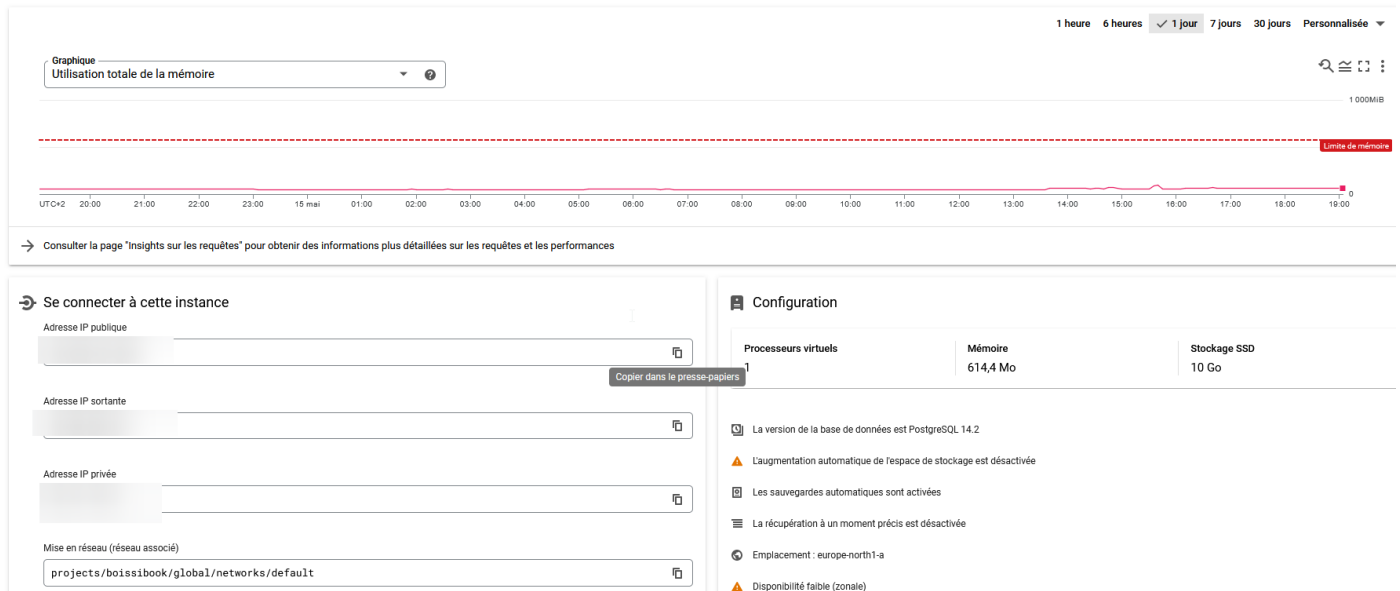 1 heure 6 heures 1 jour 7 jours 30 jours Personnalisée
Graphique
Utilisation totale de la mémoire
1 000MiB
Limite de mémoire
0
UTC+2 20:00 21:00 22:00 23:00 15 mai 01:00 02:00 03:00 04:00 05:00 06:00 07:00 08:00 09:00 10:00 11:00 12:00 13:00 14:00 15:00 16:00 17:00 18:00 19:00
Consulter la page "Insights sur les requêtes" pour obtenir des informations plus détaillées sur les requêtes et les performances
Se connecter à cette instance
Adresse IP publique
Copier dans le presse-papiers
Adresse IP sortante
Adresse IP privée
Mise en réseau (réseau associé)
projects/boissibook/global/networks/default
Configuration
Processeurs virtuels Mémoire Stockage SSD
1 614,4 Mo 10 Go
La version de la base de données est PostgreSQL 14.2
L'augmentation automatique de l'espace de stockage est désactivée
Les sauvegardes automatiques sont activées
La récupération à un moment précis est désactivée
Emplacement : europe-north1-a
Disponibilité faible (zonale)